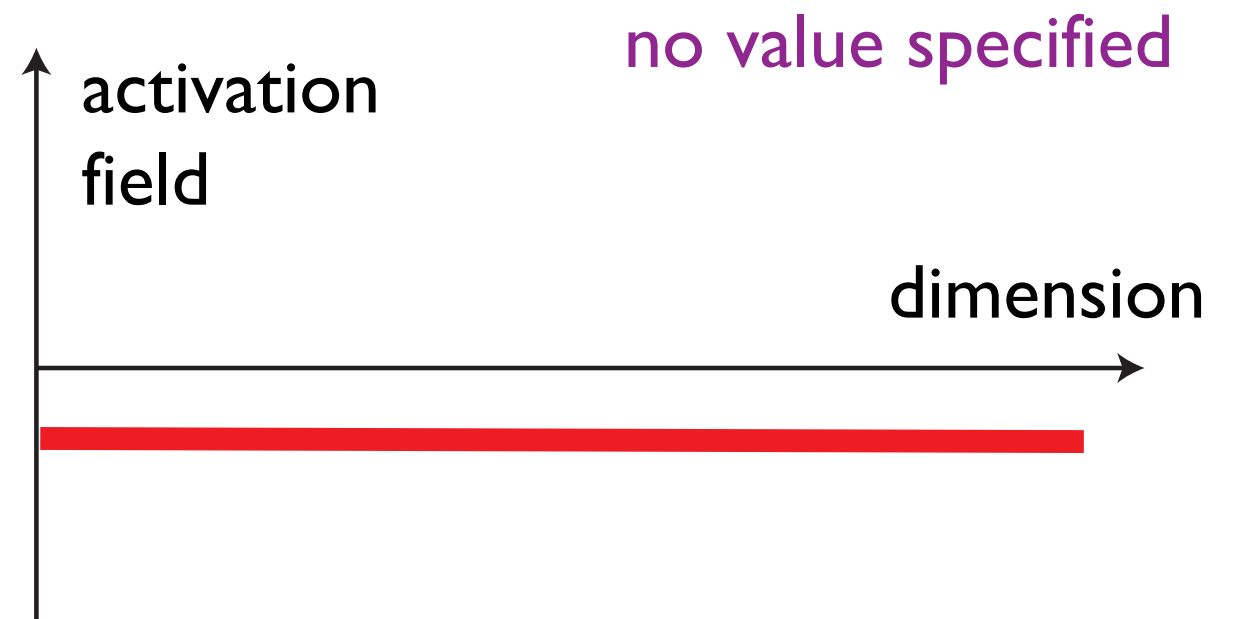 no value specified
activation
field
dimension